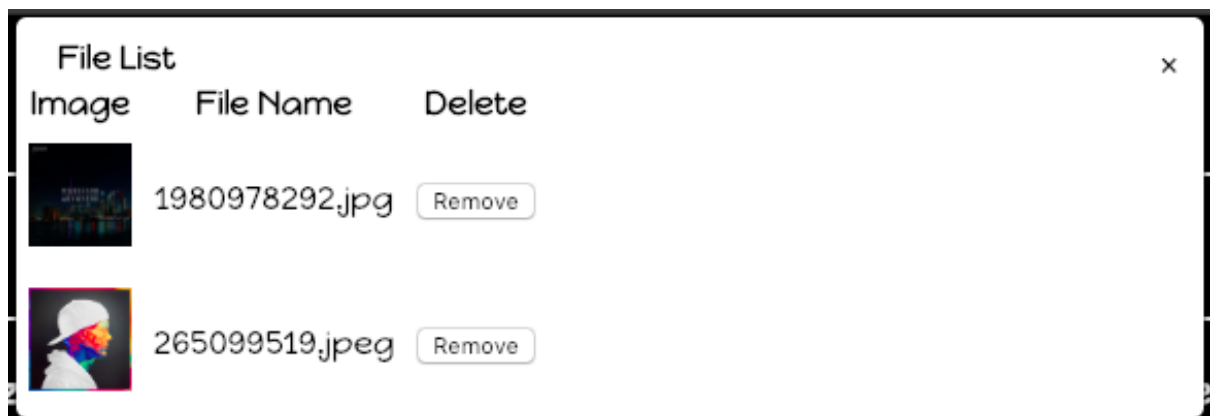 File List
×
Image File Name Delete
1980978292.jpg Remove
265099519.jpeg Remove